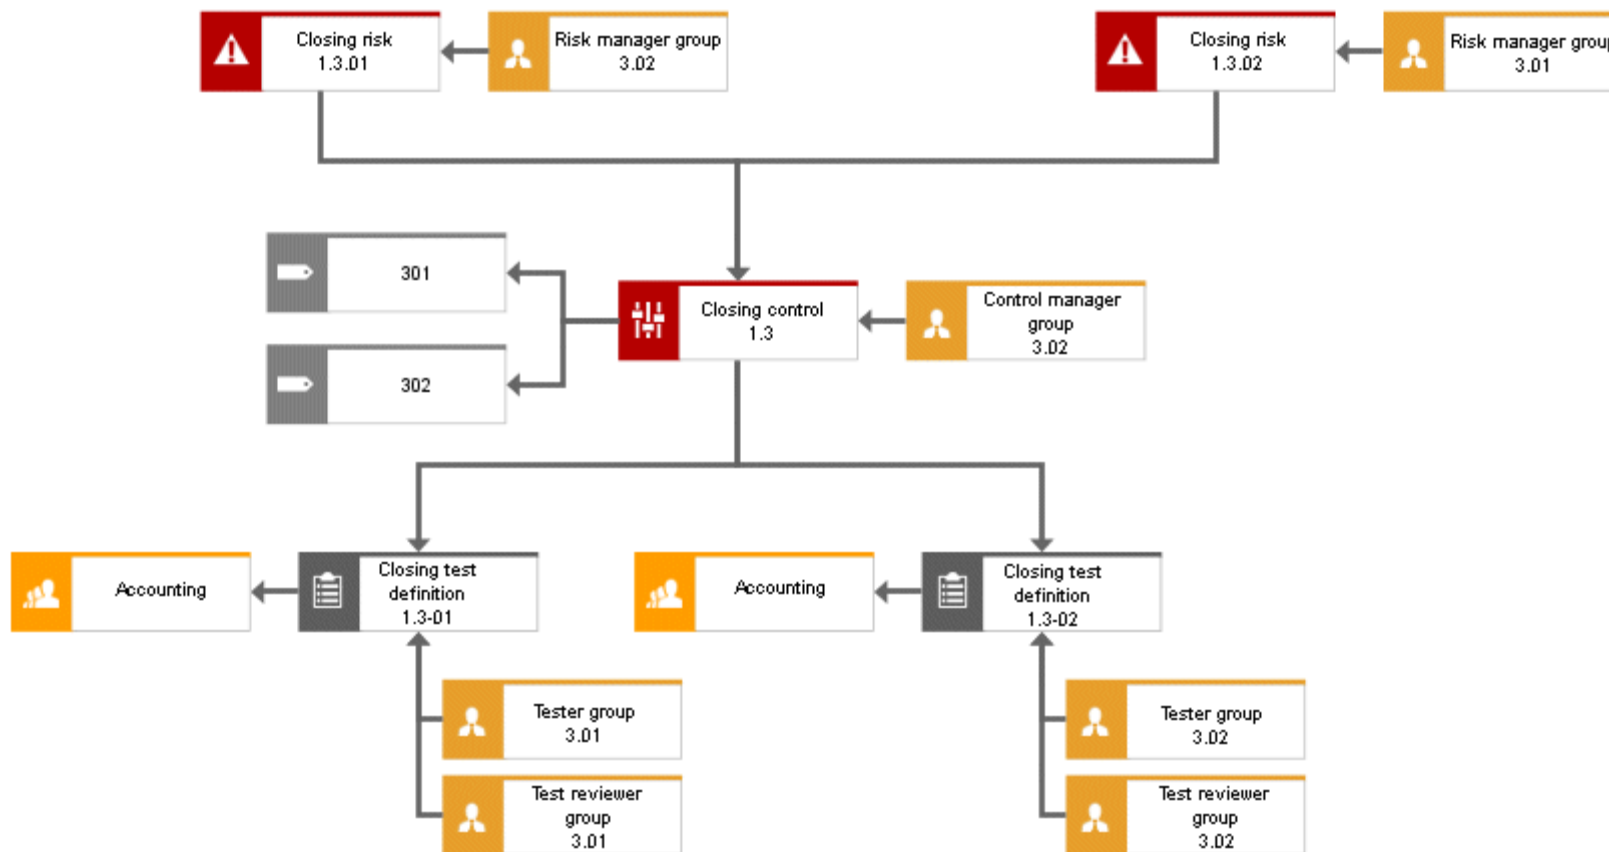 Closing risk
1.3.01
Risk manager group
3.02
Closing risk
1.3.02
Risk manager group
3.01
301
302
Closing control
1.3
Control manager
group
3.02
Accounting
Closing test
definition
1.3-01
Accounting
Closing test
definition
1.3-02
Tester group
3.01
Test reviewer
group
3.01
Tester group
3.02
Test reviewer
group
3.02